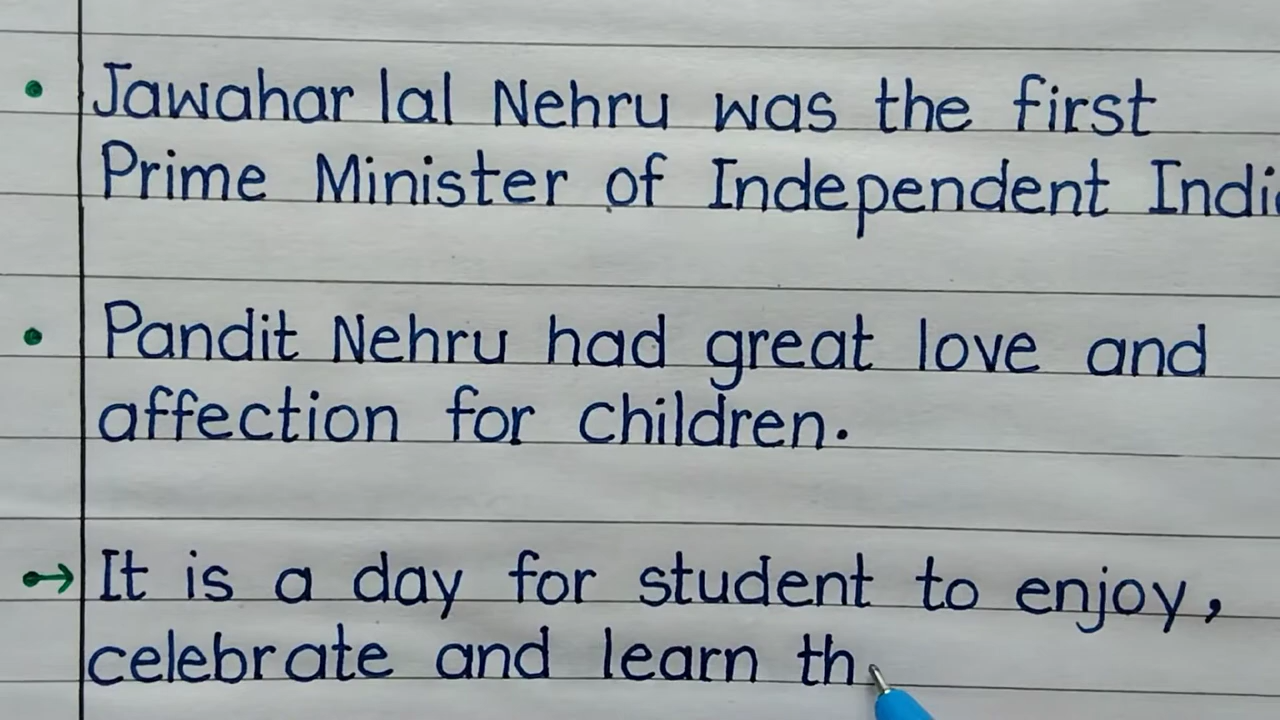 • Jawahar lal Nehru was the first
Prime Minister of Independent Indi
• Pandit Nehru had great love and
affection for children.
→ It is a day for student to enjoy,
celebrate and learn th